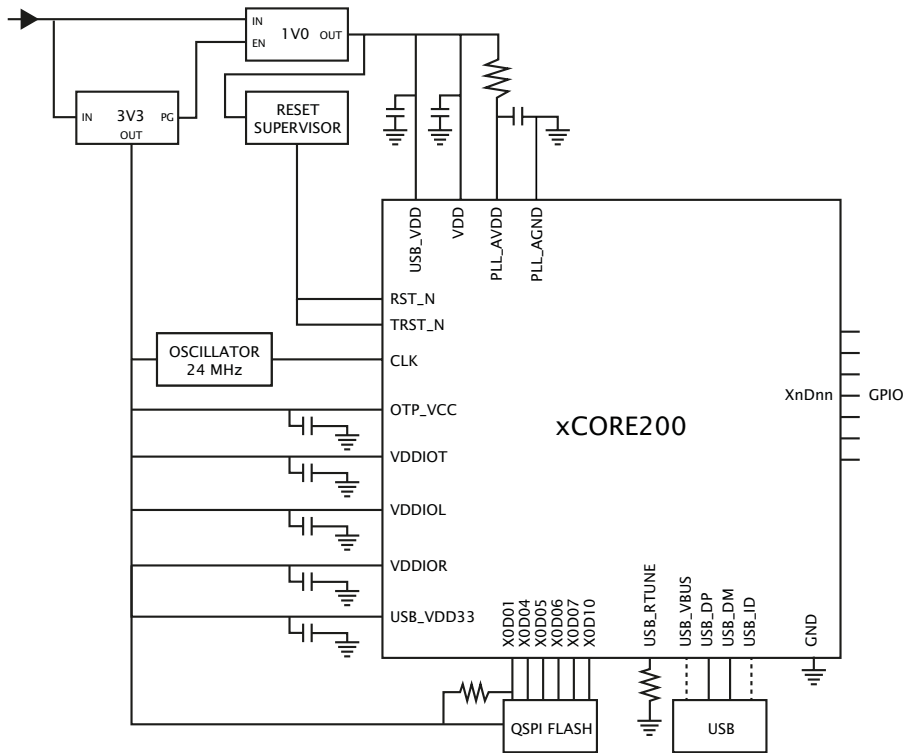 IN
EN
1V0
OUT
IN
3V3
PG
OUT
RESET
SUPERVISOR
USB_VDD
VDD
PLL_AVDD
PLL_AGND
RST_N
TRST_N
OSCILLATOR
24 MHz
CLK
OTP_VCC
VDDIOT
VDDIOL
VDDIOR
USB_VDD33
xCORE200
XnDnn
GPIO
X0D01
X0D04
X0D05
X0D06
X0D07
X0D10
USB_RTUNE
USB_VBUS
USB_DP
USB_DM
USB_ID
GND
QSPI FLASH
USB